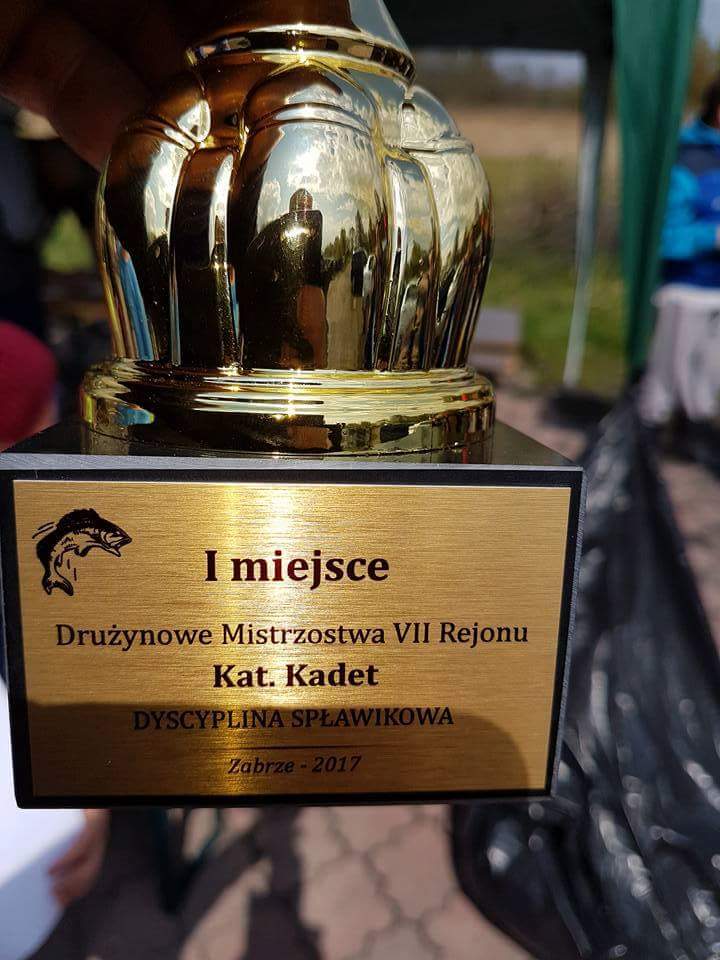 I miejsce
Drużynowe Mistrzostwa VII Rejonu
Kat. Kadet
DYSCYPLINA SPŁAWIKOWA
Zabrze - 2017